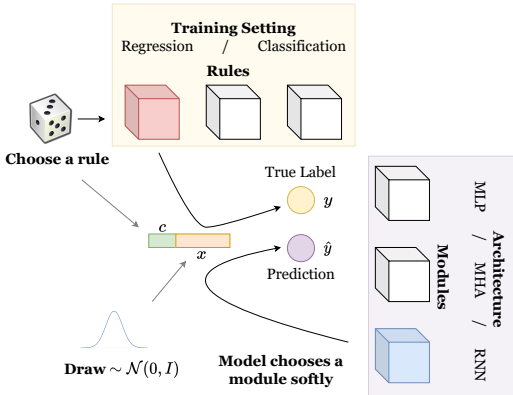 Training Setting
Regression / Classification
Rules
Choose a rule
True Label
y
c
x
ŷ
Prediction
Draw ∼ 𝒩(0, I)
Model chooses a
module softly
Architecture
MLP / MHA / RNN
Modules